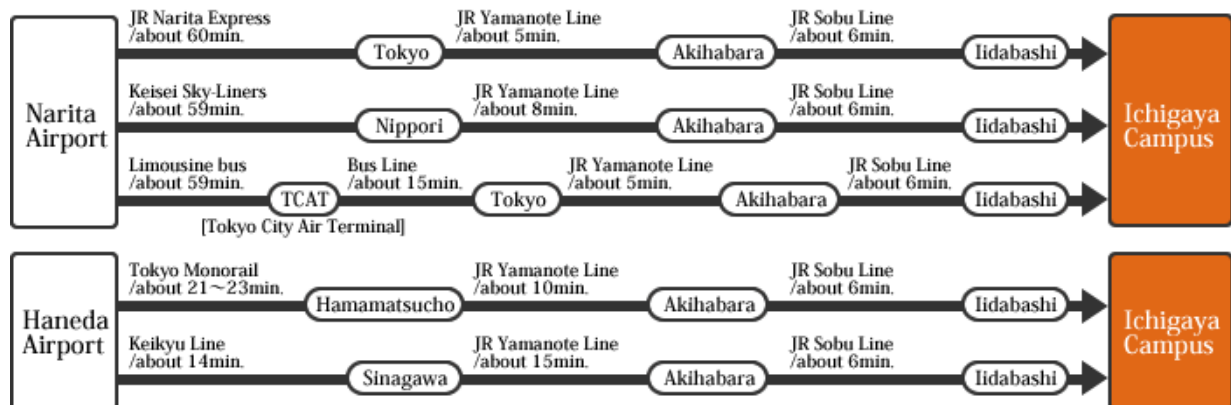 JR Narita Express
/about 60min.
JR Yamanote Line
/about 5min.
JR Sobu Line
/about 6min.
Tokyo
Akihabara
Iidabashi
Narita
Airport
Keisei Sky-Liners
/about 59min.
JR Yamanote Line
/about 8min.
JR Sobu Line
/about 6min.
Nippori
Akihabara
Iidabashi
Ichigaya
Campus
Limousine bus
/about 59min.
Bus Line
/about 15min.
JR Yamanote Line
/about 5min.
JR Sobu Line
/about 6min.
TCAT
Tokyo
Akihabara
Iidabashi
[Tokyo City Air Terminal]
Tokyo Monorail
/about 21～23min.
JR Yamanote Line
/about 10min.
JR Sobu Line
/about 6min.
Hamamatsucho
Akihabara
Iidabashi
Haneda
Airport
Ichigaya
Campus
Keikyu Line
/about 14min.
JR Yamanote Line
/about 15min.
JR Sobu Line
/about 6min.
Sinagawa
Akihabara
Iidabashi